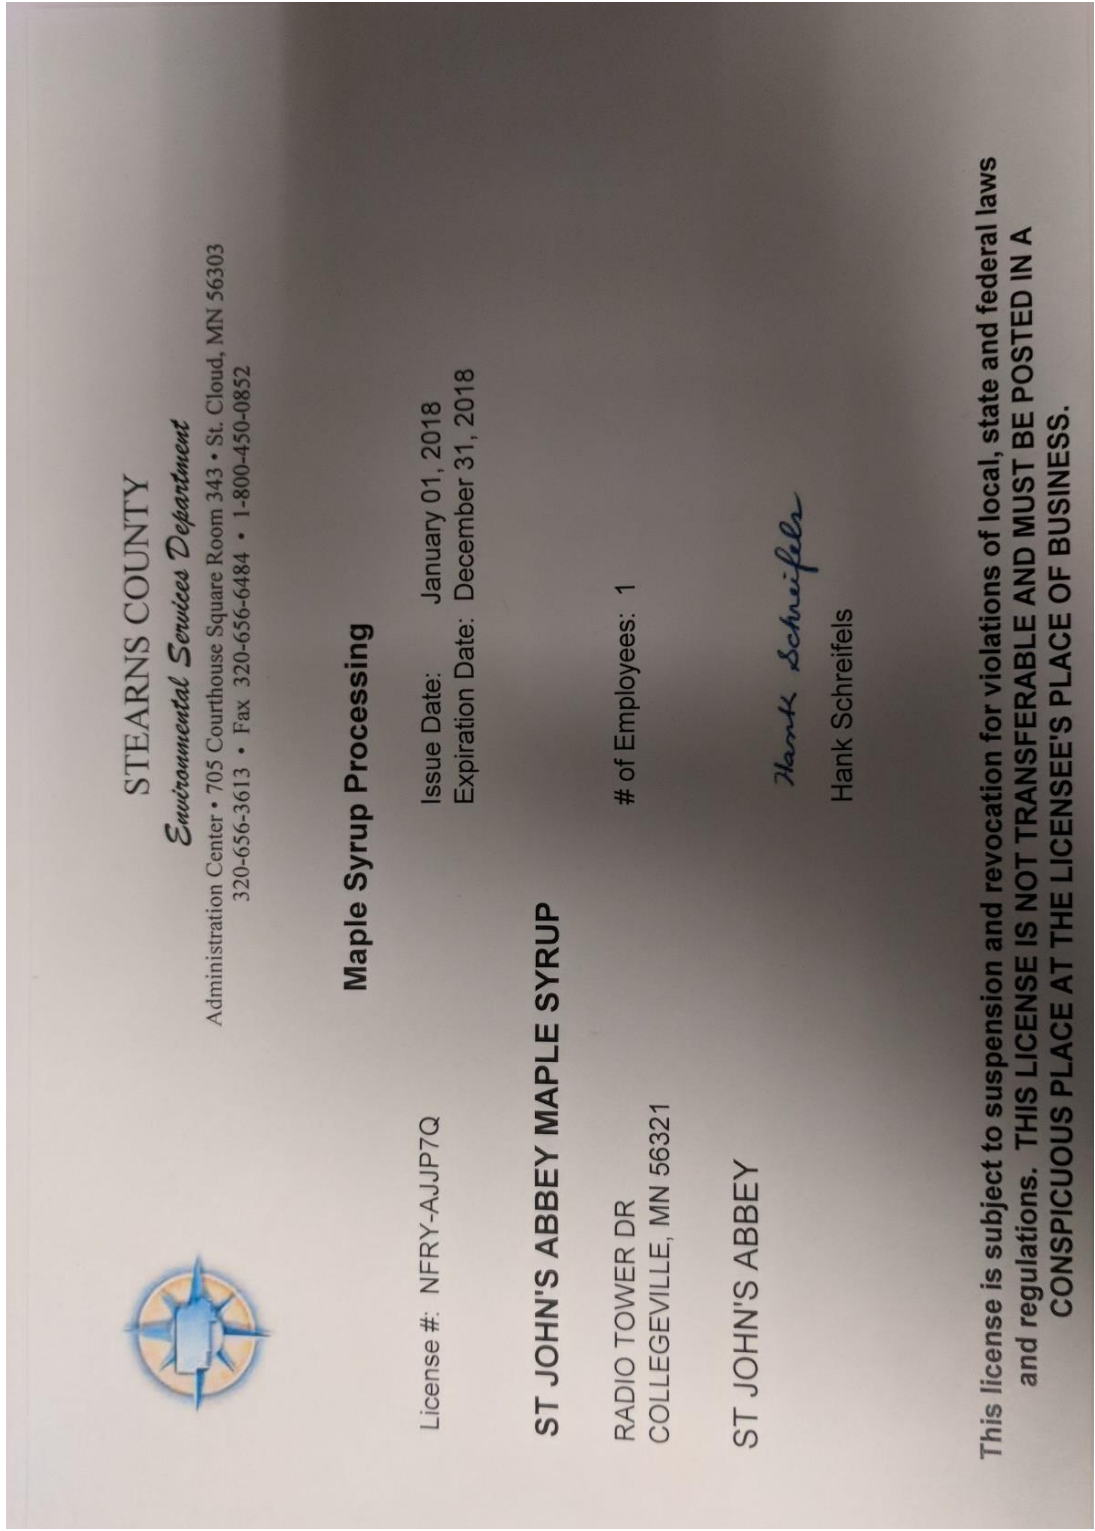 STEARNS COUNTY
Environmental Services Department
Administration Center • 705 Courthouse Square Room 343 • St. Cloud, MN 56303
320-656-3613 • Fax 320-656-6484 • 1-800-450-0852
Maple Syrup Processing
License #: NFRY-AJJP7Q
Issue Date: January 01, 2018
Expiration Date: December 31, 2018
ST JOHN'S ABBEY MAPLE SYRUP
RADIO TOWER DR
COLLEGEVILLE, MN 56321
# of Employees: 1
ST JOHN'S ABBEY
Hank Schreifels
Hank Schreifels
This license is subject to suspension and revocation for violations of local, state and federal laws
and regulations. THIS LICENSE IS NOT TRANSFERABLE AND MUST BE POSTED IN A
CONSPICUOUS PLACE AT THE LICENSEE'S PLACE OF BUSINESS.